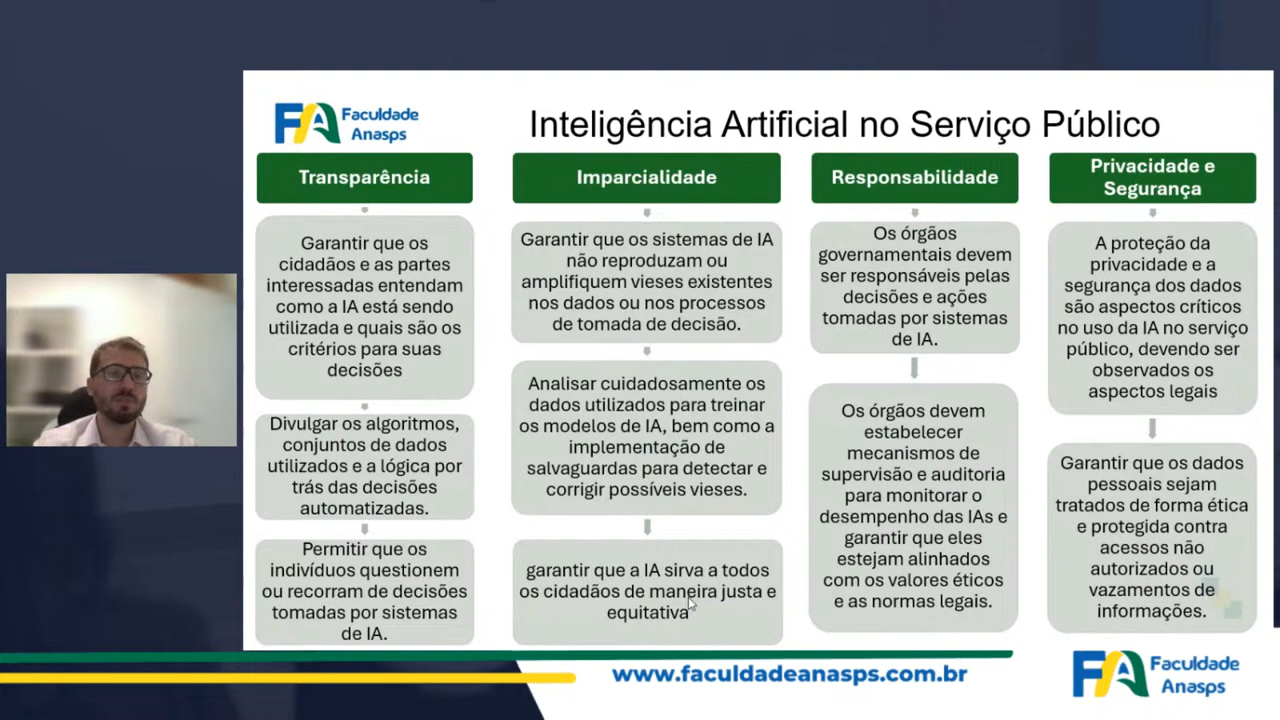 FA Faculdade
Anasps
Inteligência Artificial no Serviço Público
Transparência
Garantir que os
cidadãos e as partes
interessadas entendam
como a IA está sendo
utilizada e quais são os
critérios para suas
decisões
Divulgar os algoritmos,
conjuntos de dados
utilizados e a lógica por
trás das decisões
automatizadas.
Permitir que os
indivíduos questionem
ou recorram de decisões
tomadas por sistemas
de IA.
Imparcialidade
Garantir que os sistemas de IA
não reproduzam ou
amplifiquem vieses existentes
nos dados ou nos processos
de tomada de decisão.
Analisar cuidadosamente os
dados utilizados para treinar
os modelos de IA, bem como a
implementação de
salvaguardas para detectar e
corrigir possíveis vieses.
garantir que a IA sirva a todos
os cidadãos de maneira justa e
equitativa
Responsabilidade
Os órgãos
governamentais devem
ser responsáveis pelas
decisões e ações
tomadas por sistemas
de IA.
Os órgãos devem
estabelecer
mecanismos de
supervisão e auditoria
para monitorar o
desempenho das IAs e
garantir que eles
estejam alinhados
com os valores éticos
e as normas legais.
Privacidade e
Segurança
A proteção da
privacidade e a
segurança dos dados
são aspectos críticos
no uso da IA no serviço
público, devendo ser
observados os
aspectos legais
Garantir que os dados
pessoais sejam
tratados de forma ética
e protegida contra
acessos não
autorizados ou
vazamentos de
informações.
www.faculdadeanasps.com.br
FA Faculdade
Anasps